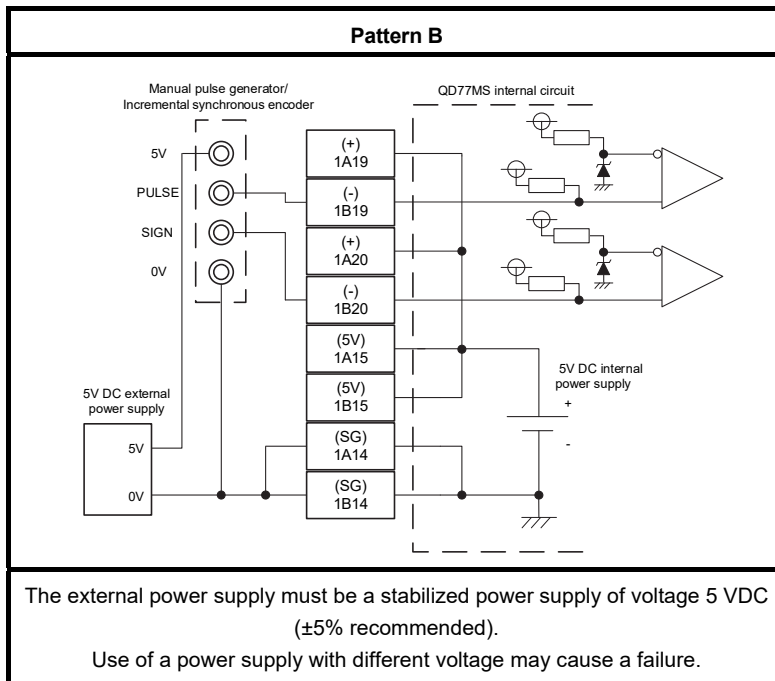 Pattern B
Manual pulse generator/
Incremental synchronous encoder
QD77MS internal circuit
5V
PULSE
SIGN
0V
(+)
1A19
(-)
1B19
(+)
1A20
(-)
1B20
(5V)
1A15
(5V)
1B15
(SG)
1A14
(SG)
1B14
5V DC external
power supply
5V
0V
5V DC internal
power supply
+
-
The external power supply must be a stabilized power supply of voltage 5 VDC
(±5% recommended).
Use of a power supply with different voltage may cause a failure.